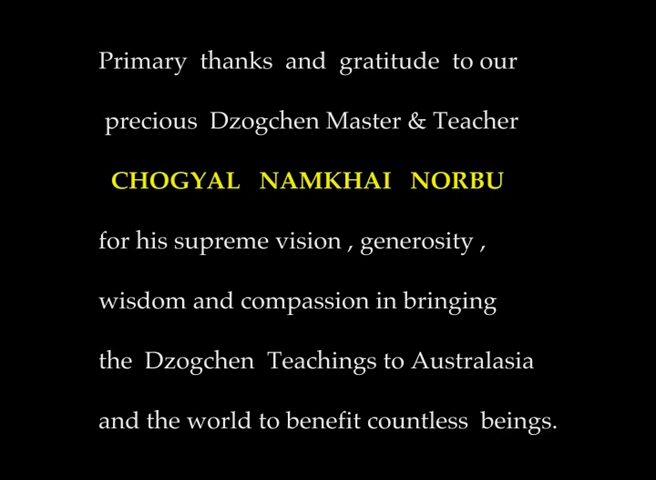 Primary thanks and gratitude to our
precious Dzogchen Master & Teacher
CHOGYAL NAMKHAI NORBU
for his supreme vision , generosity ,
wisdom and compassion in bringing
the Dzogchen Teachings to Australasia
and the world to benefit countless beings.